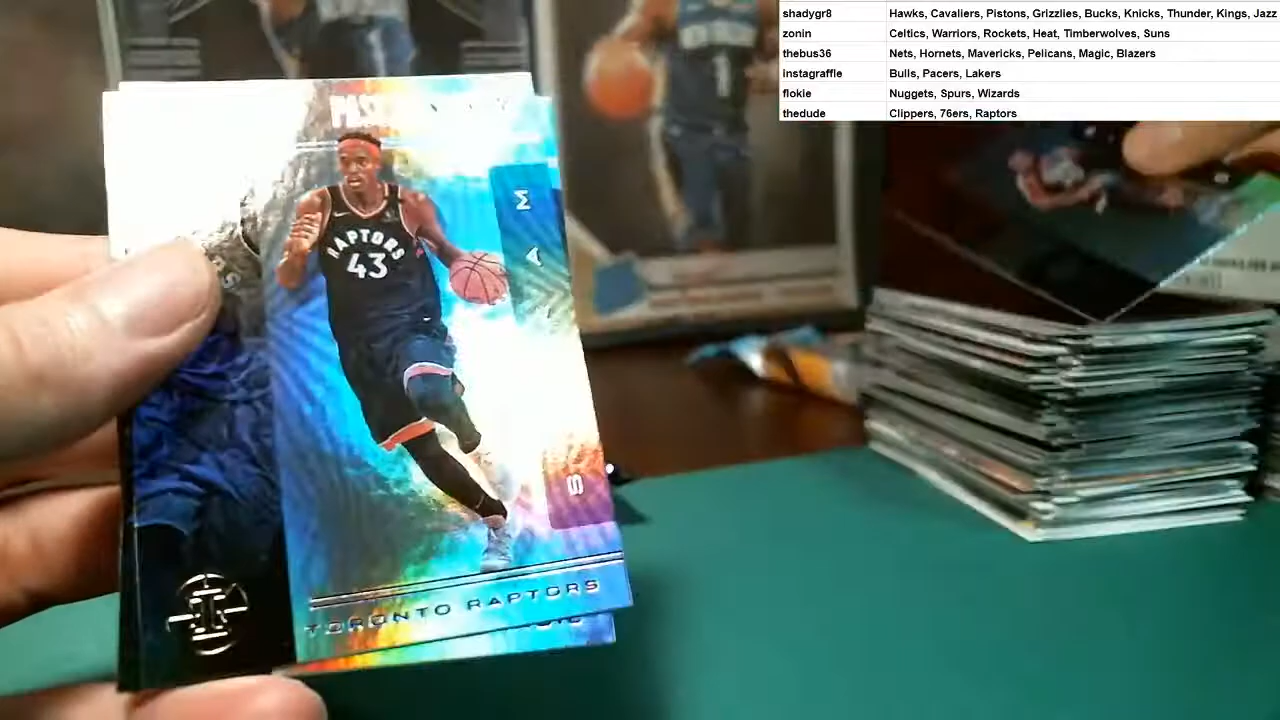 shadygr8 Hawks, Cavaliers, Pistons, Grizzlies, Bucks, Knicks, Thunder, Kings, Jazz
zonin Celtics, Warriors, Rockets, Heat, Timberwolves, Suns
thebus36 Nets, Hornets, Mavericks, Pelicans, Magic, Blazers
instagraffle Bulls, Pacers, Lakers
flokie Nuggets, Spurs, Wizards
thedude Clippers, 76ers, Raptors
1
RAPTORS
43
TORONTO RAPTORS